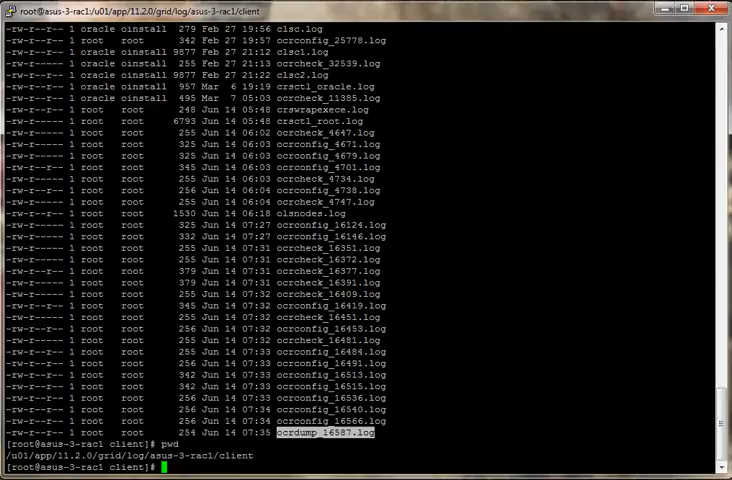 root@asus-3-rac1:/u01/app/11.2.0/grid/log/asus-3-rac1/client
-rw-r--r-- 1 oracle oinstall 279 Feb 27 19:56 clsc.log
-rw-r--r-- 1 root root 342 Feb 27 19:57 ocrconfig_25778.log
-rw-r----- 1 oracle oinstall 9877 Feb 27 21:12 clsc1.log
-rw-r----- 1 oracle oinstall 255 Feb 27 21:13 ocrcheck_32539.log
-rw-r----- 1 oracle oinstall 9877 Feb 27 21:22 clsc2.log
-rw-r--r-- 1 oracle oinstall 957 Mar 6 19:19 crsctl_oracle.log
-rw-r----- 1 oracle oinstall 495 Mar 7 05:03 ocrcheck_11385.log
-rw-r--r-- 1 root root 248 Jun 14 05:48 crswrapexece.log
-rw-r--r-- 1 root root 6793 Jun 14 05:48 crsctl_root.log
-rw-r----- 1 root root 255 Jun 14 06:02 ocrcheck_4647.log
-rw-r--r-- 1 root root 325 Jun 14 06:03 ocrconfig_4671.log
-rw-r----- 1 root root 255 Jun 14 06:03 ocrcheck_4679.log
-rw-r--r-- 1 root root 345 Jun 14 06:03 ocrconfig_4701.log
-rw-r----- 1 root root 255 Jun 14 06:03 ocrcheck_4734.log
-rw-r--r-- 1 root root 256 Jun 14 06:04 ocrconfig_4738.log
-rw-r----- 1 root root 255 Jun 14 06:04 ocrcheck_4747.log
-rw-r--r-- 1 root root 1530 Jun 14 06:18 olsnodes.log
-rw-r--r-- 1 root root 325 Jun 14 07:27 ocrconfig_16124.log
-rw-r--r-- 1 root root 332 Jun 14 07:27 ocrconfig_16146.log
-rw-r----- 1 root root 255 Jun 14 07:31 ocrcheck_16351.log
-rw-r----- 1 root root 255 Jun 14 07:31 ocrcheck_16372.log
-rw-r--r-- 1 root root 379 Jun 14 07:31 ocrconfig_16377.log
-rw-r--r-- 1 root root 379 Jun 14 07:31 ocrconfig_16391.log
-rw-r----- 1 root root 255 Jun 14 07:31 ocrcheck_16409.log
-rw-r--r-- 1 root root 345 Jun 14 07:32 ocrconfig_16419.log
-rw-r----- 1 root root 255 Jun 14 07:32 ocrcheck_16451.log
-rw-r--r-- 1 root root 256 Jun 14 07:32 ocrconfig_16453.log
-rw-r----- 1 root root 255 Jun 14 07:32 ocrcheck_16481.log
-rw-r--r-- 1 root root 255 Jun 14 07:33 ocrconfig_16484.log
-rw-r--r-- 1 root root 256 Jun 14 07:33 ocrconfig_16491.log
-rw-r--r-- 1 root root 342 Jun 14 07:33 ocrconfig_16513.log
-rw-r--r-- 1 root root 342 Jun 14 07:33 ocrconfig_16515.log
-rw-r--r-- 1 root root 256 Jun 14 07:33 ocrconfig_16536.log
-rw-r--r-- 1 root root 256 Jun 14 07:34 ocrconfig_16540.log
-rw-r--r-- 1 root root 256 Jun 14 07:34 ocrconfig_16566.log
-rw-r--r-- 1 root root 254 Jun 14 07:35 ocrdump_16587.log
[root@asus-3-rac1 client]# pwd
/u01/app/11.2.0/grid/log/asus-3-rac1/client
[root@asus-3-rac1 client]#